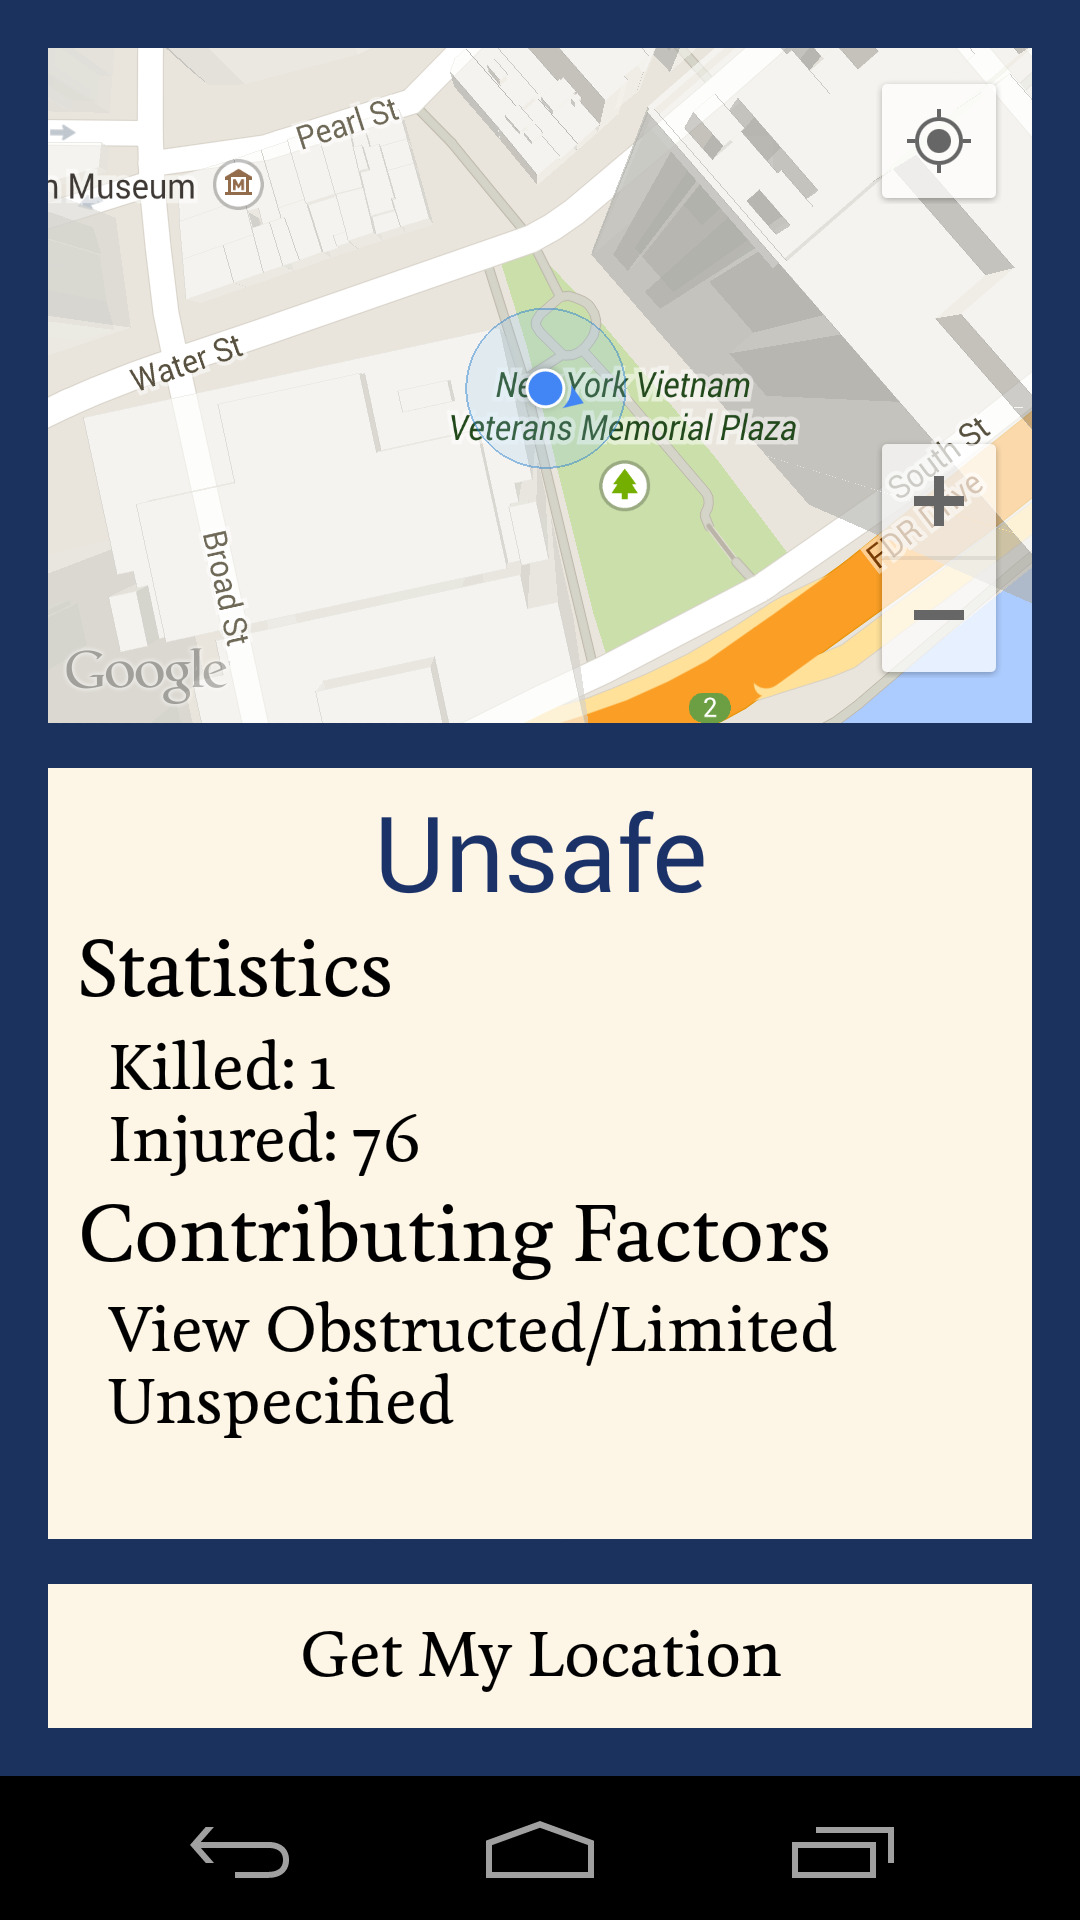 Pearl St
n Museum
M
Water St
New York Vietnam
Veterans Memorial Plaza
South St
FDR Drive
Broad St
Google
2
Unsafe
Statistics
Killed: 1
Injured: 76
Contributing Factors
View Obstructed/Limited
Unspecified
Get My Location